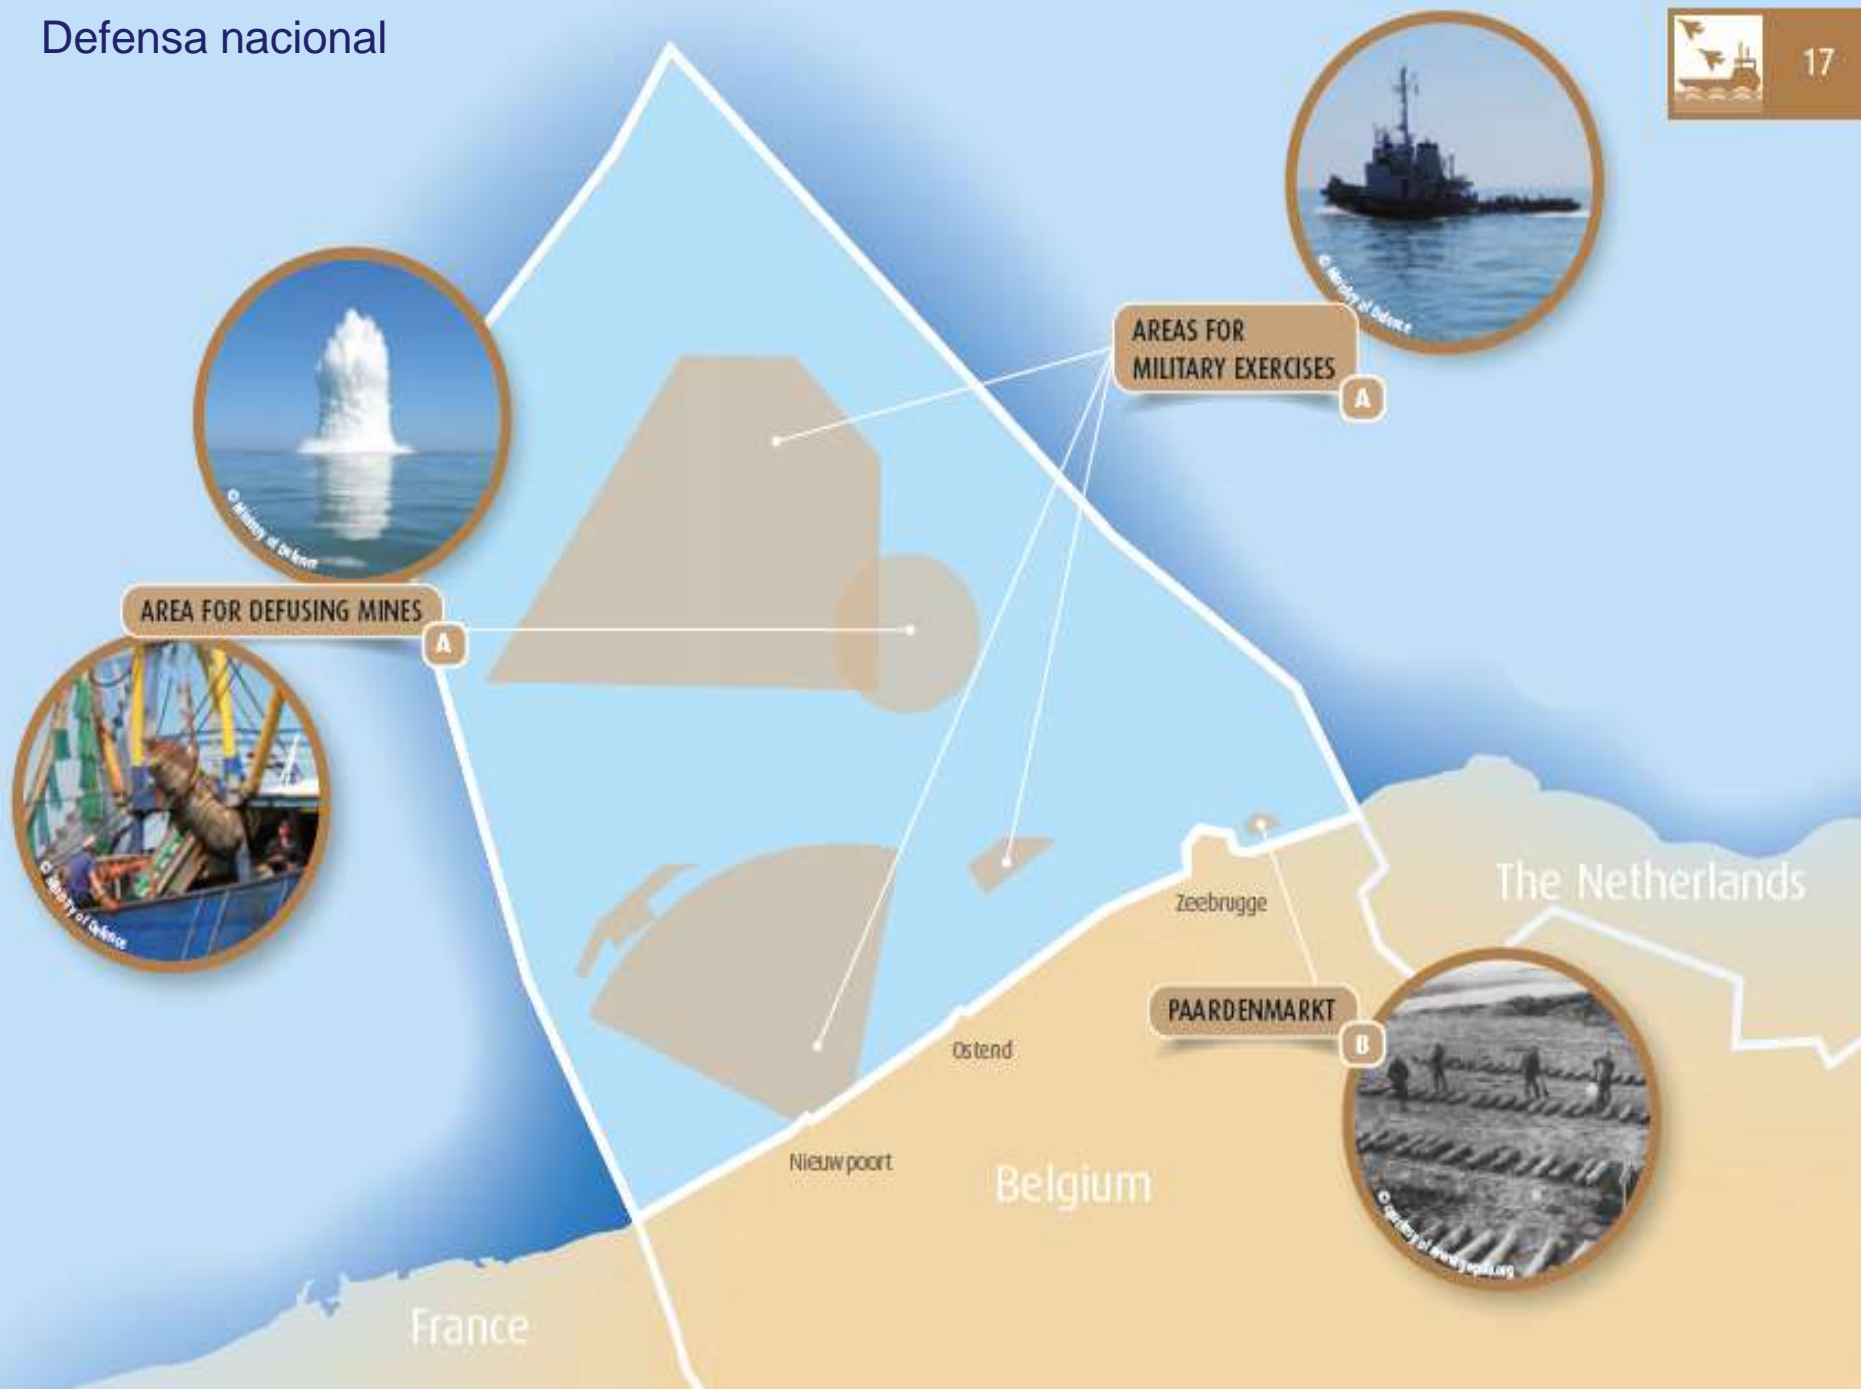 Defensa nacional
17
AREAS FOR
MILITARY EXERCISES
A
© Ministry of Defence
© Ministry of Defence
AREA FOR DEFUSING MINES
A
© Ministry of Defence
The Netherlands
Zeebrugge
PAARDENMARKT
B
Ostend
Nieuwpoort
Belgium
France